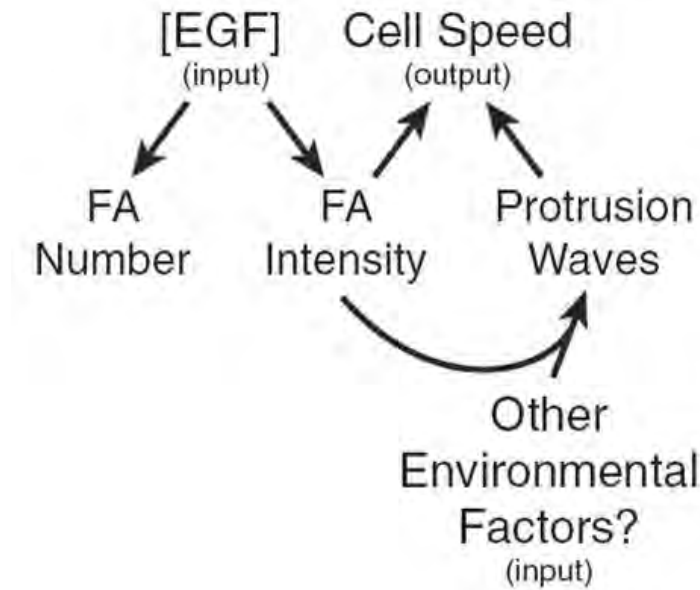 [EGF] Cell Speed
(input) (output)
FA FA Protrusion
Number Intensity Waves
Other
Environmental
Factors?
(input)